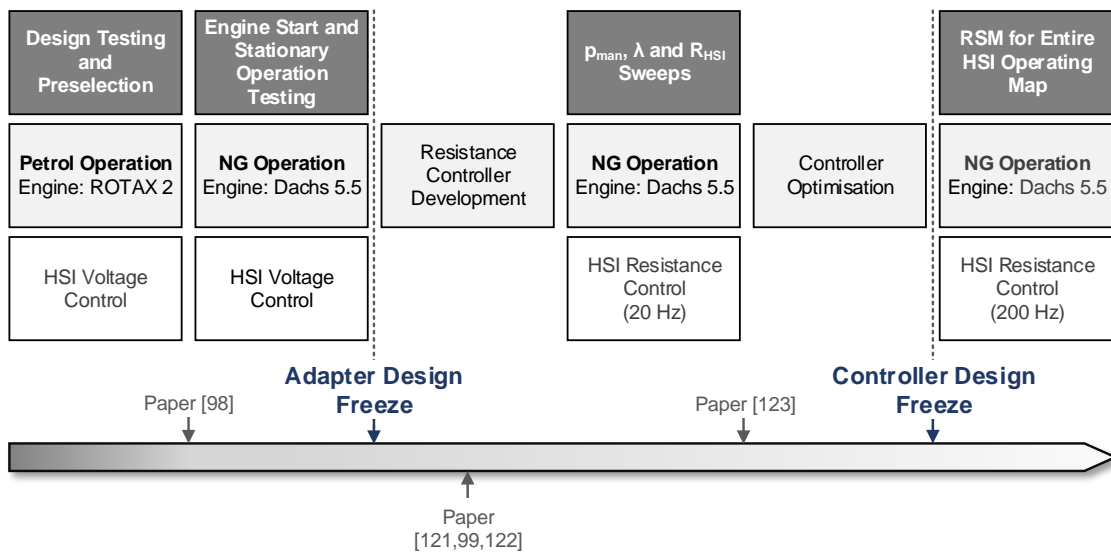 Design Testing
and
Preselection
Engine Start and
Stationary
Operation
Testing
pman, λ and RHSI
Sweeps
RSM for Entire
HSI Operating
Map
Petrol Operation
Engine: ROTAX 2
NG Operation
Engine: Dachs 5.5
Resistance
Controller
Development
NG Operation
Engine: Dachs 5.5
Controller
Optimisation
NG Operation
Engine: Dachs 5.5
HSI Voltage
Control
HSI Voltage
Control
HSI Resistance
Control
(20 Hz)
HSI Resistance
Control
(200 Hz)
Adapter Design
Freeze
Controller Design
Freeze
Paper [98]
Paper [123]
Paper
[121,99,122]